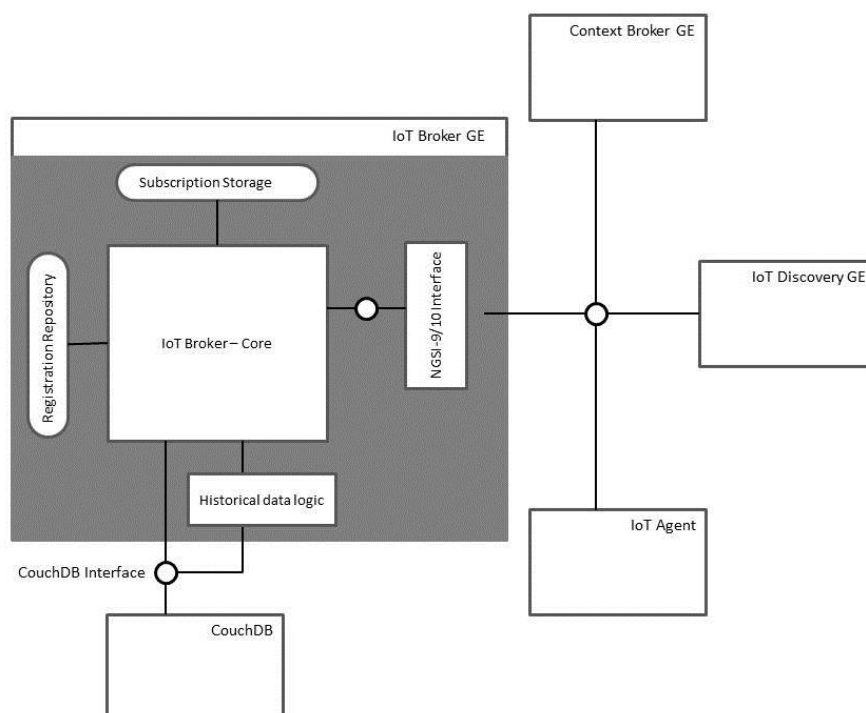 Context Broker GE
IoT Broker GE
Subscription Storage
IoT Discovery GE
Registration Repository
IoT Broker – Core
NGSI-9/10 Interface
Historical data logic
IoT Agent
CouchDB Interface
CouchDB